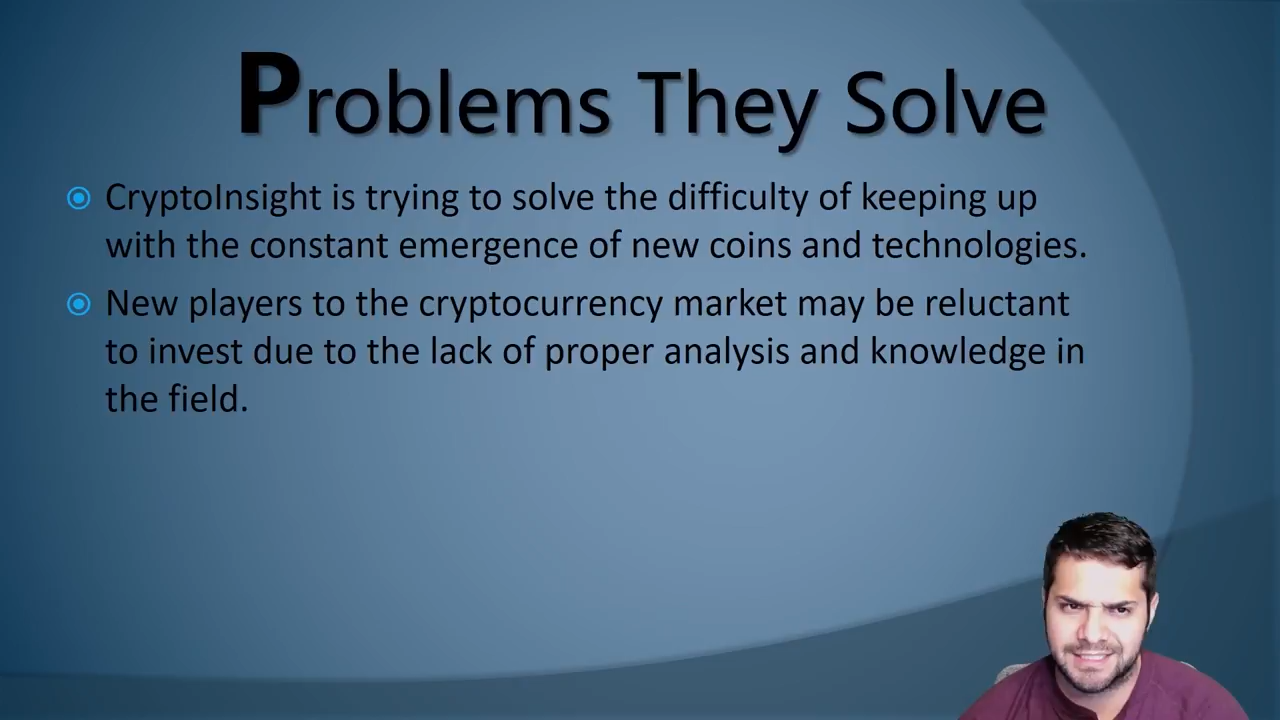 Problems They Solve
CryptoInsight is trying to solve the difficulty of keeping up
with the constant emergence of new coins and technologies.
New players to the cryptocurrency market may be reluctant
to invest due to the lack of proper analysis and knowledge in
the field.